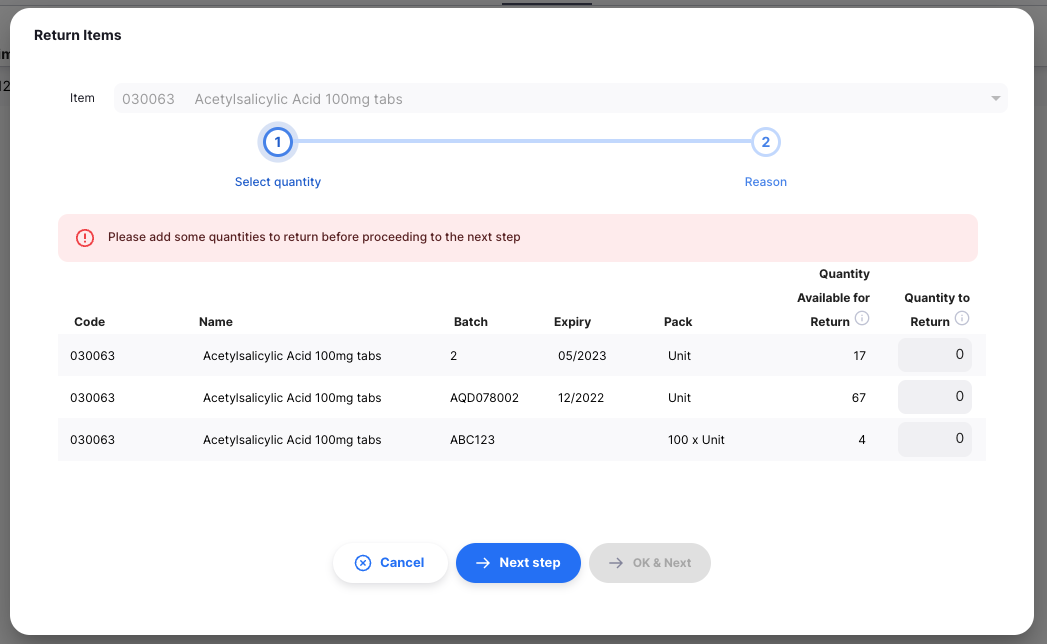 Return Items
Item
030063 Acetylsalicylic Acid 100mg tabs
1
2
Select quantity
Reason
Please add some quantities to return before proceeding to the next step
Code Name Batch Expiry Pack Quantity Available for Return Quantity to Return
030063 Acetylsalicylic Acid 100mg tabs 2 05/2023 Unit 17 0
030063 Acetylsalicylic Acid 100mg tabs AQD078002 12/2022 Unit 67 0
030063 Acetylsalicylic Acid 100mg tabs ABC123 100 x Unit 4 0
Cancel
Next step
OK & Next